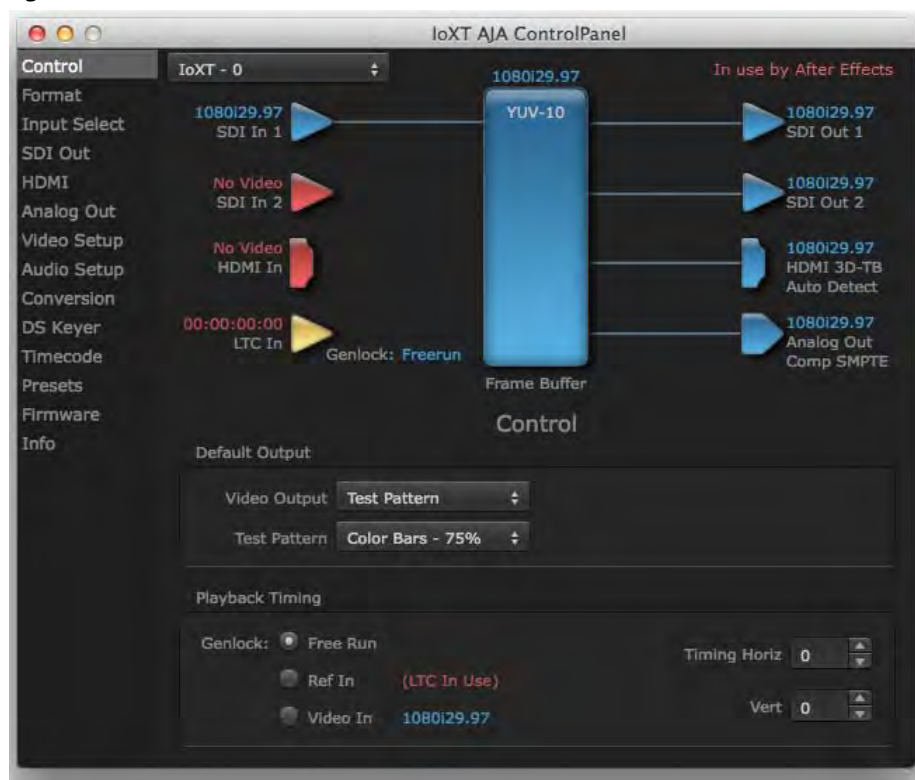 IoXT AJA ControlPanel
Control
Format
Input Select
SDI Out
HDMI
Analog Out
Video Setup
Audio Setup
Conversion
DS Keyer
Timecode
Presets
Firmware
Info
IoXT - 0
1080i29.97
In use by After Effects
1080i29.97
SDI In 1
YUV-10
1080i29.97
SDI Out 1
No Video
SDI In 2
1080i29.97
SDI Out 2
No Video
HDMI In
1080i29.97
HDMI 3D-TB
Auto Detect
00:00:00:00
LTC In
Genlock: Freerun
1080i29.97
Analog Out
Comp SMPTE
Frame Buffer
Control
Default Output
Video Output Test Pattern
Test Pattern Color Bars - 75%
Playback Timing
Genlock: Free Run
Ref In (LTC In Use)
Video In 1080i29.97
Timing Horiz 0
Vert 0